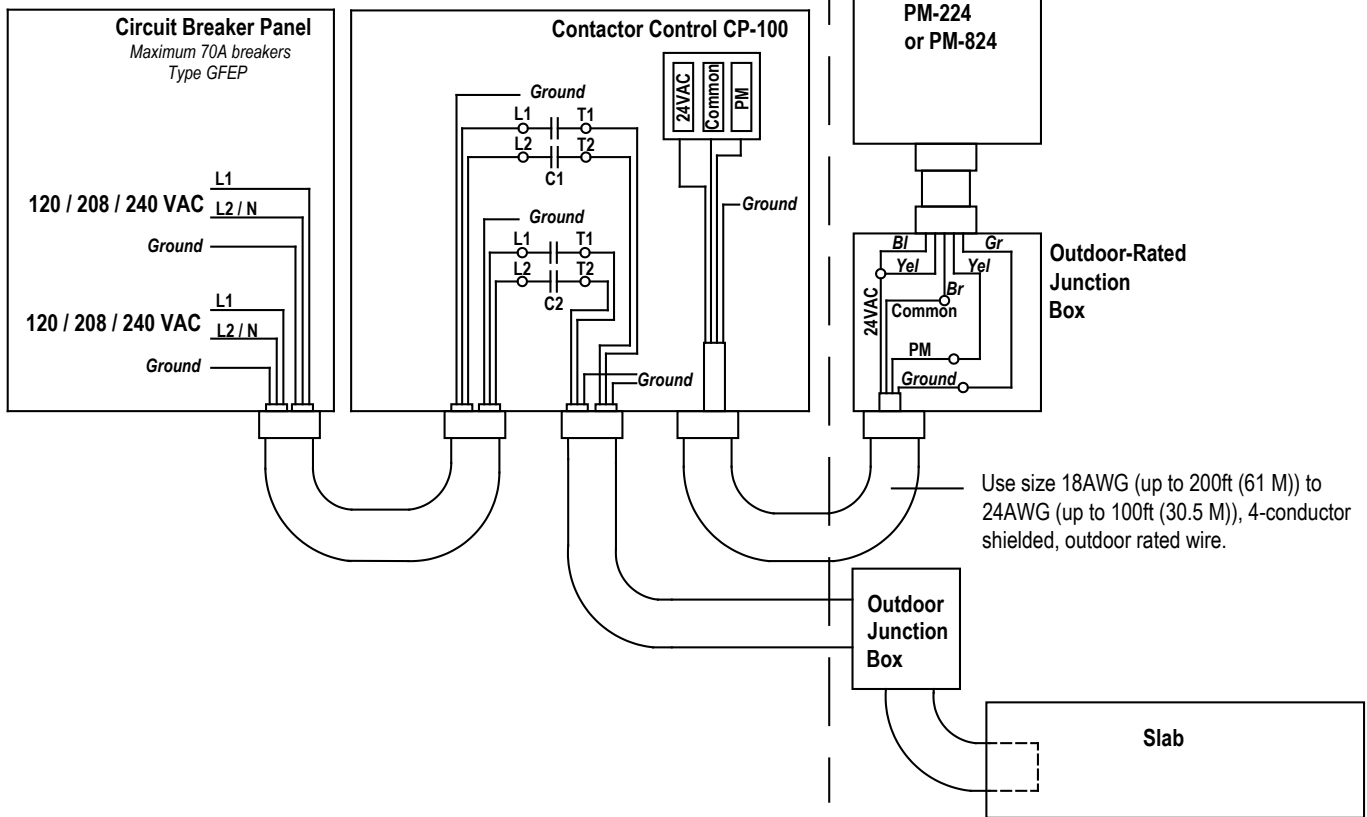 Circuit Breaker Panel
Maximum 70A breakers
Type GFEP
L1
120 / 208 / 240 VAC
L2 / N
Ground
L1
120 / 208 / 240 VAC
L2 / N
Ground
Contactor Control CP-100
Ground
L1
T1
L2
T2
C1
Ground
L1
T1
L2
T2
C2
Ground
24VAC
Common
PM
Ground
PM-224
or PM-824
Bl
Gr
Yel
Yel
Br
24VAC
Common
PM
Ground
Outdoor-Rated
Junction
Box
Use size 18AWG (up to 200ft (61 M)) to
24AWG (up to 100ft (30.5 M)), 4-conductor
shielded, outdoor rated wire.
Outdoor
Junction
Box
Slab